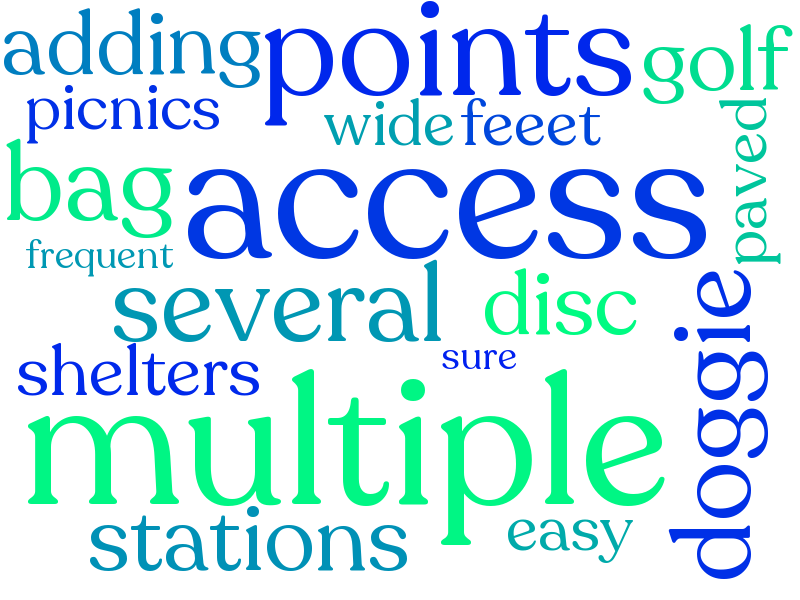 adding
points
golf
picnics
wide
feeet
paved
bag
access
frequent
several
disc
doggie
shelters
sure
multiple
stations
easy